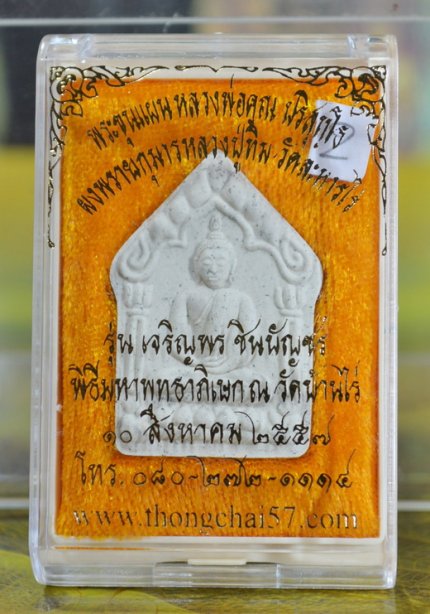 พระขุนแผน หลวงพ่อคูณ ปริสุทฺโธ
2
ผงพรายกุมารหลวงปู่ทิม วัดละหารไร่
รุ่น เจริญพร ชินบัญชร
พิธีมหาพุทธาภิเษก ณ วัดบ้านไร่
๑๐ สิงหาคม ๒๕๕๗
โทร. ๐๘๐-๒๗๒-๑๑๑๔
www.thongchai57.com